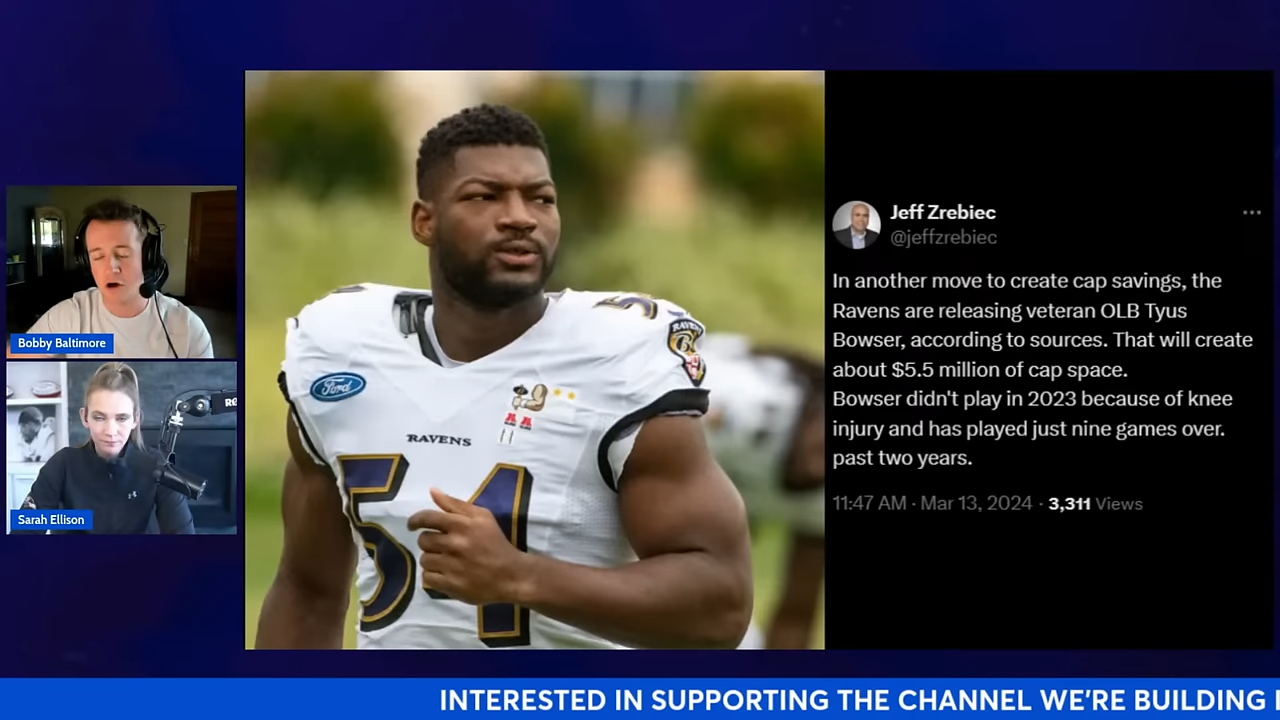 Bobby Baltimore
Sarah Ellison
Ford
RAVENS
54
Jeff Zrebiec
@jeffzrebiec
In another move to create cap savings, the
Ravens are releasing veteran OLB Tyus
Bowser, according to sources. That will create
about $5.5 million of cap space.
Bowser didn't play in 2023 because of knee
injury and has played just nine games over.
past two years.
11:47 AM · Mar 13, 2024 · 3,311 Views
INTERESTED IN SUPPORTING THE CHANNEL WE'RE BUILDING